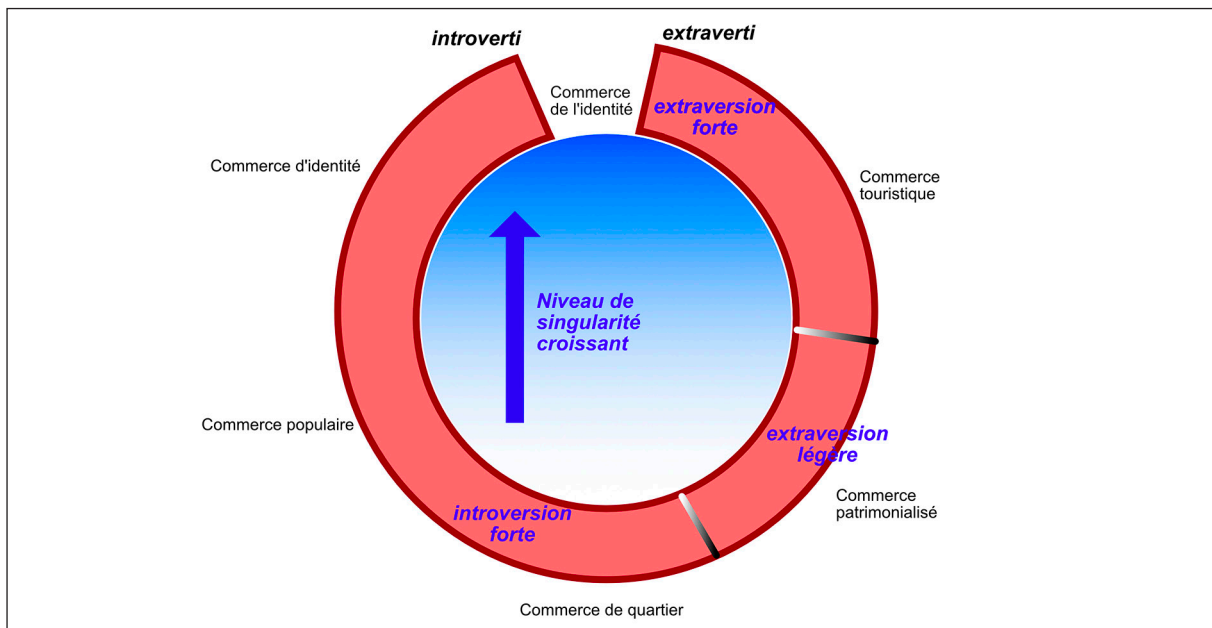 introverti
extraverti
Commerce
de l'identité
extraversion
forte
Commerce d'identité
Commerce
touristique
Niveau de
singularité
croissant
Commerce populaire
extraversion
légère
Commerce
patrimonialisé
introversion
forte
Commerce de quartier